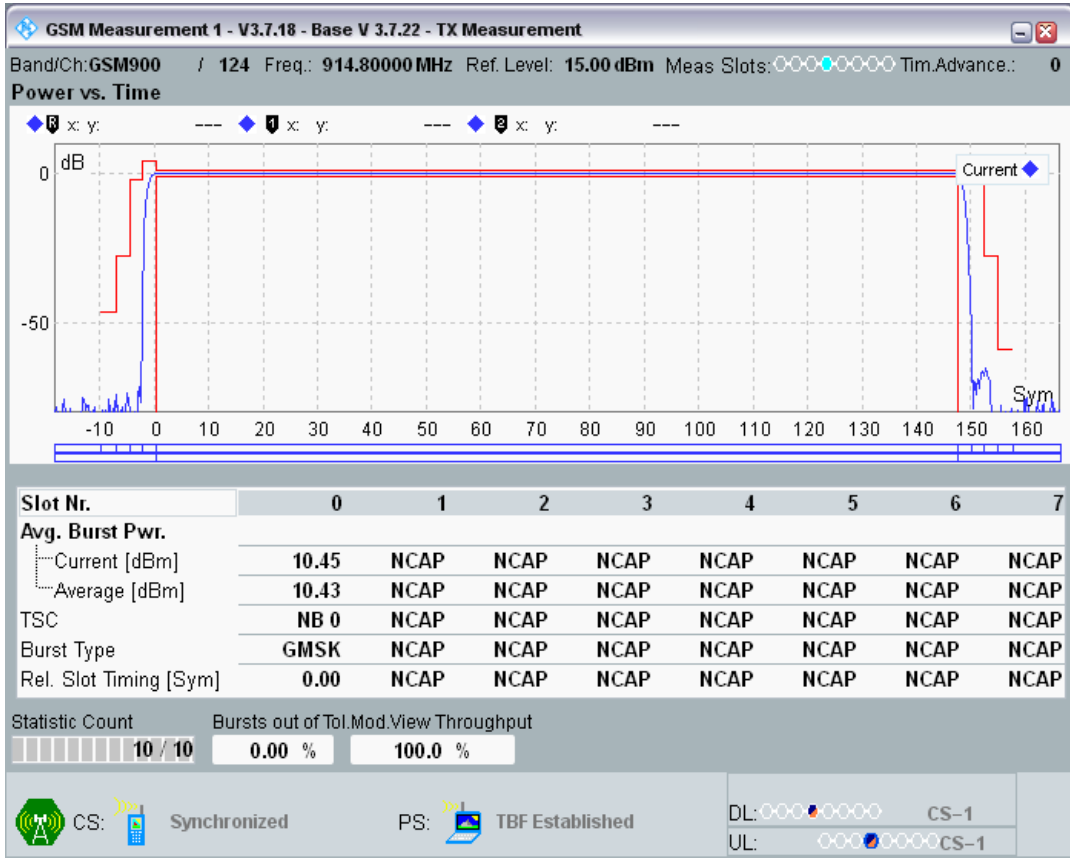 GSM Measurement 1 - V3.7.18 - Base V 3.7.22 - TX Measurement
Band/Ch:GSM900 / 124 Freq.: 914.80000 MHz Ref. Level: 15.00 dBm Meas Slots: Tim.Advance.: 0
Power vs. Time
R x: y: --- 1 x: y: --- 2 x: y: ---
dB
Current
0
-50
Sym
-10 0 10 20 30 40 50 60 70 80 90 100 110 120 130 140 150 160
Slot Nr. 0 1 2 3 4 5 6 7
Avg. Burst Pwr.
Current [dBm] 10.45 NCAP NCAP NCAP NCAP NCAP NCAP NCAP
Average [dBm] 10.43 NCAP NCAP NCAP NCAP NCAP NCAP NCAP
TSC NB 0 NCAP NCAP NCAP NCAP NCAP NCAP NCAP
Burst Type GMSK NCAP NCAP NCAP NCAP NCAP NCAP NCAP
Rel. Slot Timing [Sym] 0.00 NCAP NCAP NCAP NCAP NCAP NCAP NCAP
Statistic Count Bursts out of Tol.Mod.View Throughput
10 / 10 0.00 % 100.0 %
CS: Synchronized PS: TBF Established
DL: CS-1
UL: CS-1